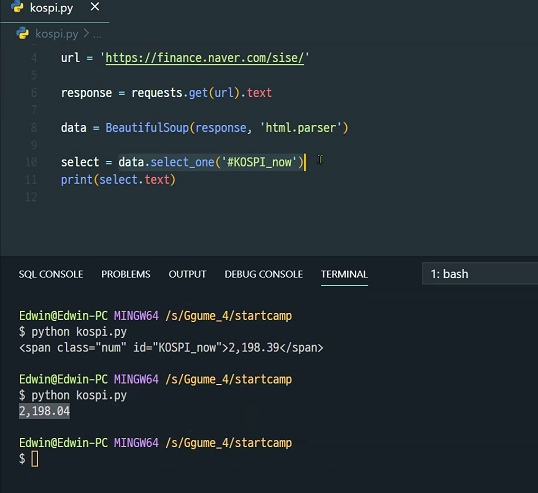 kospi.py
kospi.py > ...
4 url = 'https://finance.naver.com/sise/'
5
6 response = requests.get(url).text
7
8 data = BeautifulSoup(response, 'html.parser')
9
10 select = data.select_one('#KOSPI_now')
11 print(select.text)
12
SQL CONSOLE PROBLEMS OUTPUT DEBUG CONSOLE TERMINAL 1: bash
Edwin@Edwin-PC MINGW64 /s/Ggume_4/startcamp
$ python kospi.py
<span class="num" id="KOSPI_now">2,198.39</span>
Edwin@Edwin-PC MINGW64 /s/Ggume_4/startcamp
$ python kospi.py
2,198.04
Edwin@Edwin-PC MINGW64 /s/Ggume_4/startcamp
$